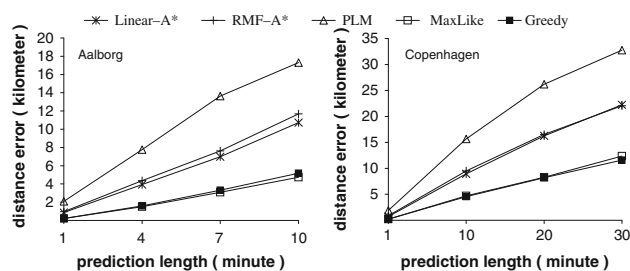 Linear–A* RMF–A* PLM MaxLike Greedy
distance error ( kilometer )
20
18
16
14
12
10
8
6
4
2
Aalborg
1 4 7 10
prediction length ( minute )
distance error ( kilometer )
35
30
25
20
15
10
5
Copenhagen
1 10 20 30
prediction length ( minute )